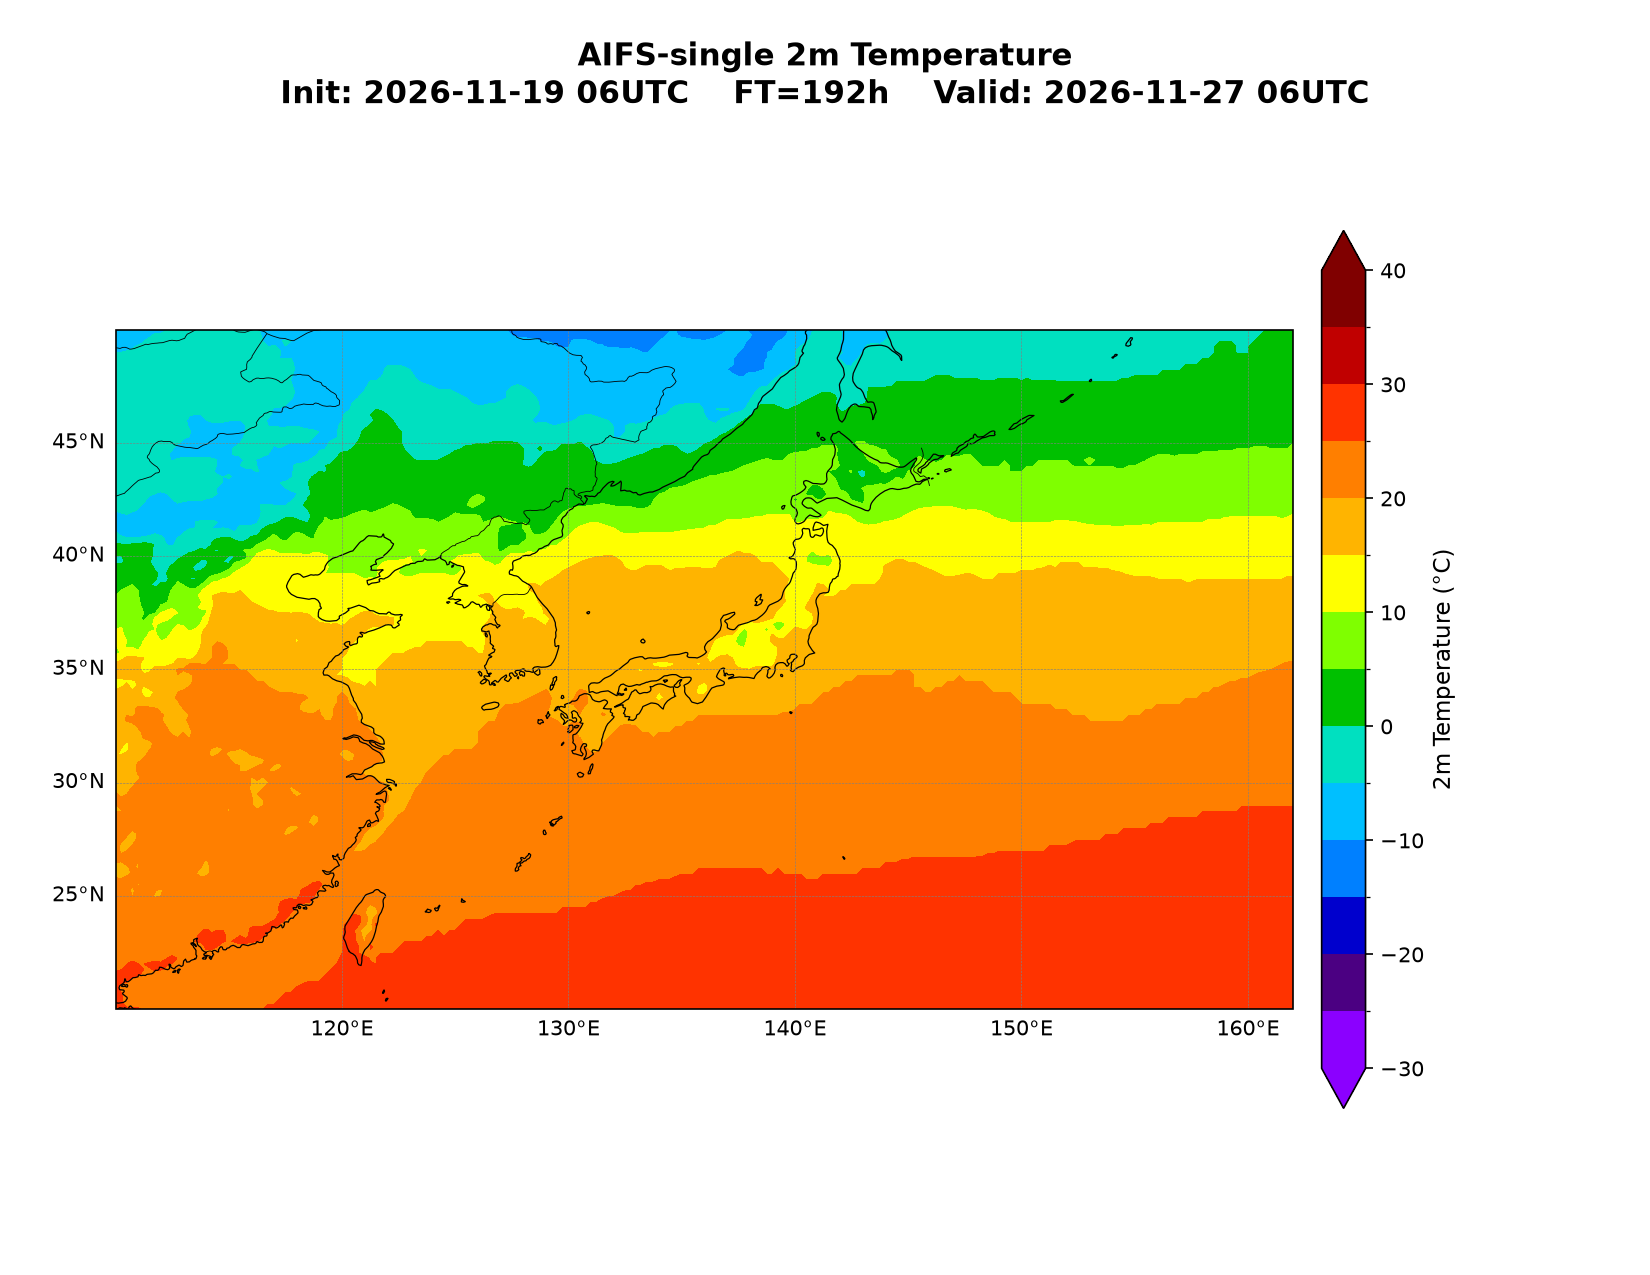 AIFS-single 2m Temperature
Init: 2026-11-19 06UTC    FT=192h    Valid: 2026-11-27 06UTC
45°N
40°N
35°N
30°N
25°N
120°E
130°E
140°E
150°E
160°E
40
30
20
10
0
−10
−20
−30
2m Temperature (°C)